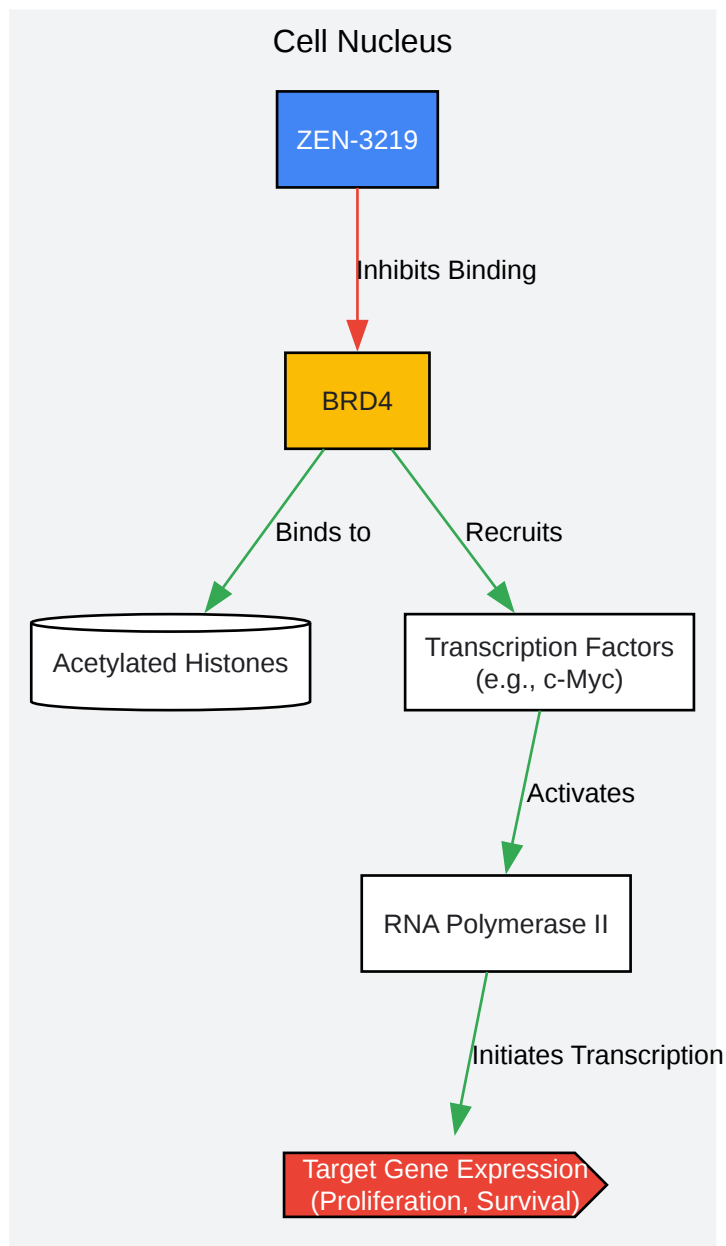 Cell Nucleus
ZEN-3219
Inhibits Binding
BRD4
Binds to
Recruits
Acetylated Histones
Transcription Factors
(e.g., c-Myc)
Activates
RNA Polymerase II
Initiates Transcription
Target Gene Expression
(Proliferation, Survival)